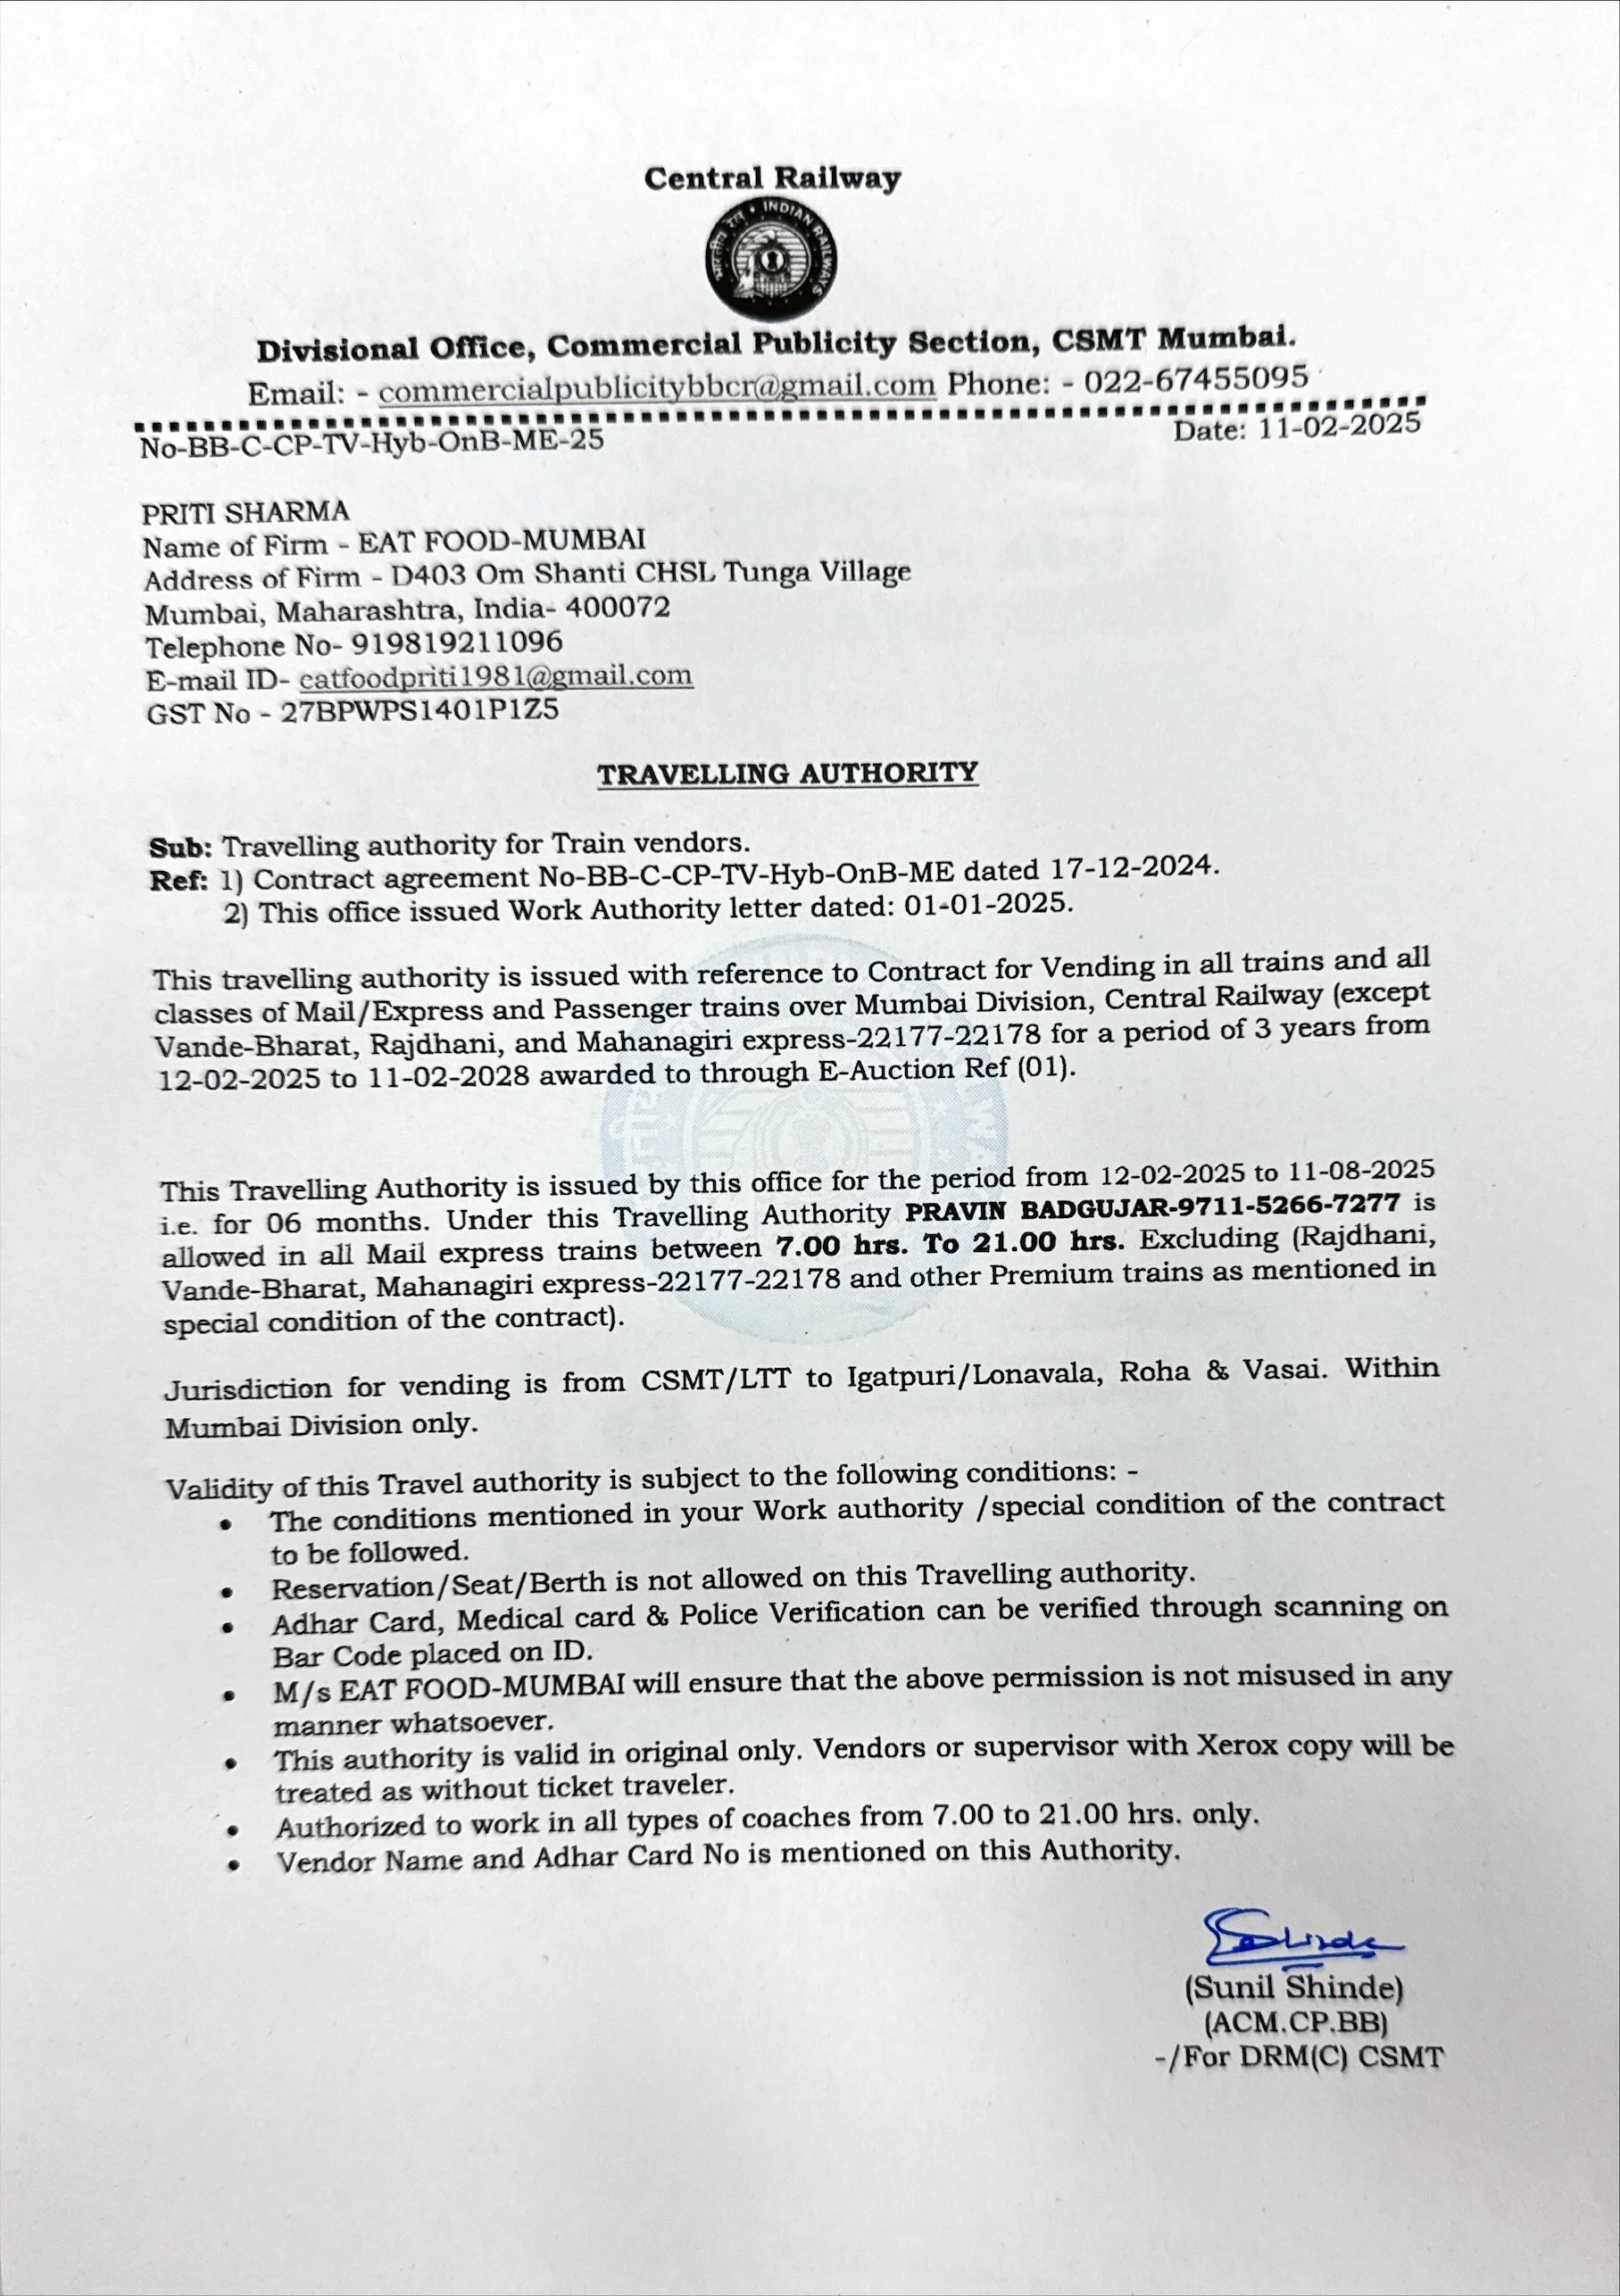 Central Railway
भारतीय रेल • INDIAN RAILWAYS
Divisional Office, Commercial Publicity Section, CSMT Mumbai.
Email: - commercialpublicitybbcr@gmail.com Phone: - 022-67455095
No-BB-C-CP-TV-Hyb-OnB-ME-25 Date: 11-02-2025
PRITI SHARMA
Name of Firm - EAT FOOD-MUMBAI
Address of Firm - D403 Om Shanti CHSL Tunga Village
Mumbai, Maharashtra, India- 400072
Telephone No- 919819211096
E-mail ID- eatfoodpriti1981@gmail.com
GST No - 27BPWPS1401P1Z5
TRAVELLING AUTHORITY
Sub: Travelling authority for Train vendors.
Ref: 1) Contract agreement No-BB-C-CP-TV-Hyb-OnB-ME dated 17-12-2024.
2) This office issued Work Authority letter dated: 01-01-2025.
This travelling authority is issued with reference to Contract for Vending in all trains and all
classes of Mail/Express and Passenger trains over Mumbai Division, Central Railway (except
Vande-Bharat, Rajdhani, and Mahanagiri express-22177-22178 for a period of 3 years from
12-02-2025 to 11-02-2028 awarded to through E-Auction Ref (01).
This Travelling Authority is issued by this office for the period from 12-02-2025 to 11-08-2025
i.e. for 06 months. Under this Travelling Authority PRAVIN BADGUJAR-9711-5266-7277 is
allowed in all Mail express trains between 7.00 hrs. To 21.00 hrs. Excluding (Rajdhani,
Vande-Bharat, Mahanagiri express-22177-22178 and other Premium trains as mentioned in
special condition of the contract).
Jurisdiction for vending is from CSMT/LTT to Igatpuri/Lonavala, Roha & Vasai. Within
Mumbai Division only.
Validity of this Travel authority is subject to the following conditions: -
• The conditions mentioned in your Work authority /special condition of the contract
to be followed.
• Reservation/Seat/Berth is not allowed on this Travelling authority.
• Adhar Card, Medical card & Police Verification can be verified through scanning on
Bar Code placed on ID.
• M/s EAT FOOD-MUMBAI will ensure that the above permission is not misused in any
manner whatsoever.
• This authority is valid in original only. Vendors or supervisor with Xerox copy will be
treated as without ticket traveler.
• Authorized to work in all types of coaches from 7.00 to 21.00 hrs. only.
• Vendor Name and Adhar Card No is mentioned on this Authority.
Shinde
(Sunil Shinde)
(ACM.CP.BB)
-/For DRM(C) CSMT